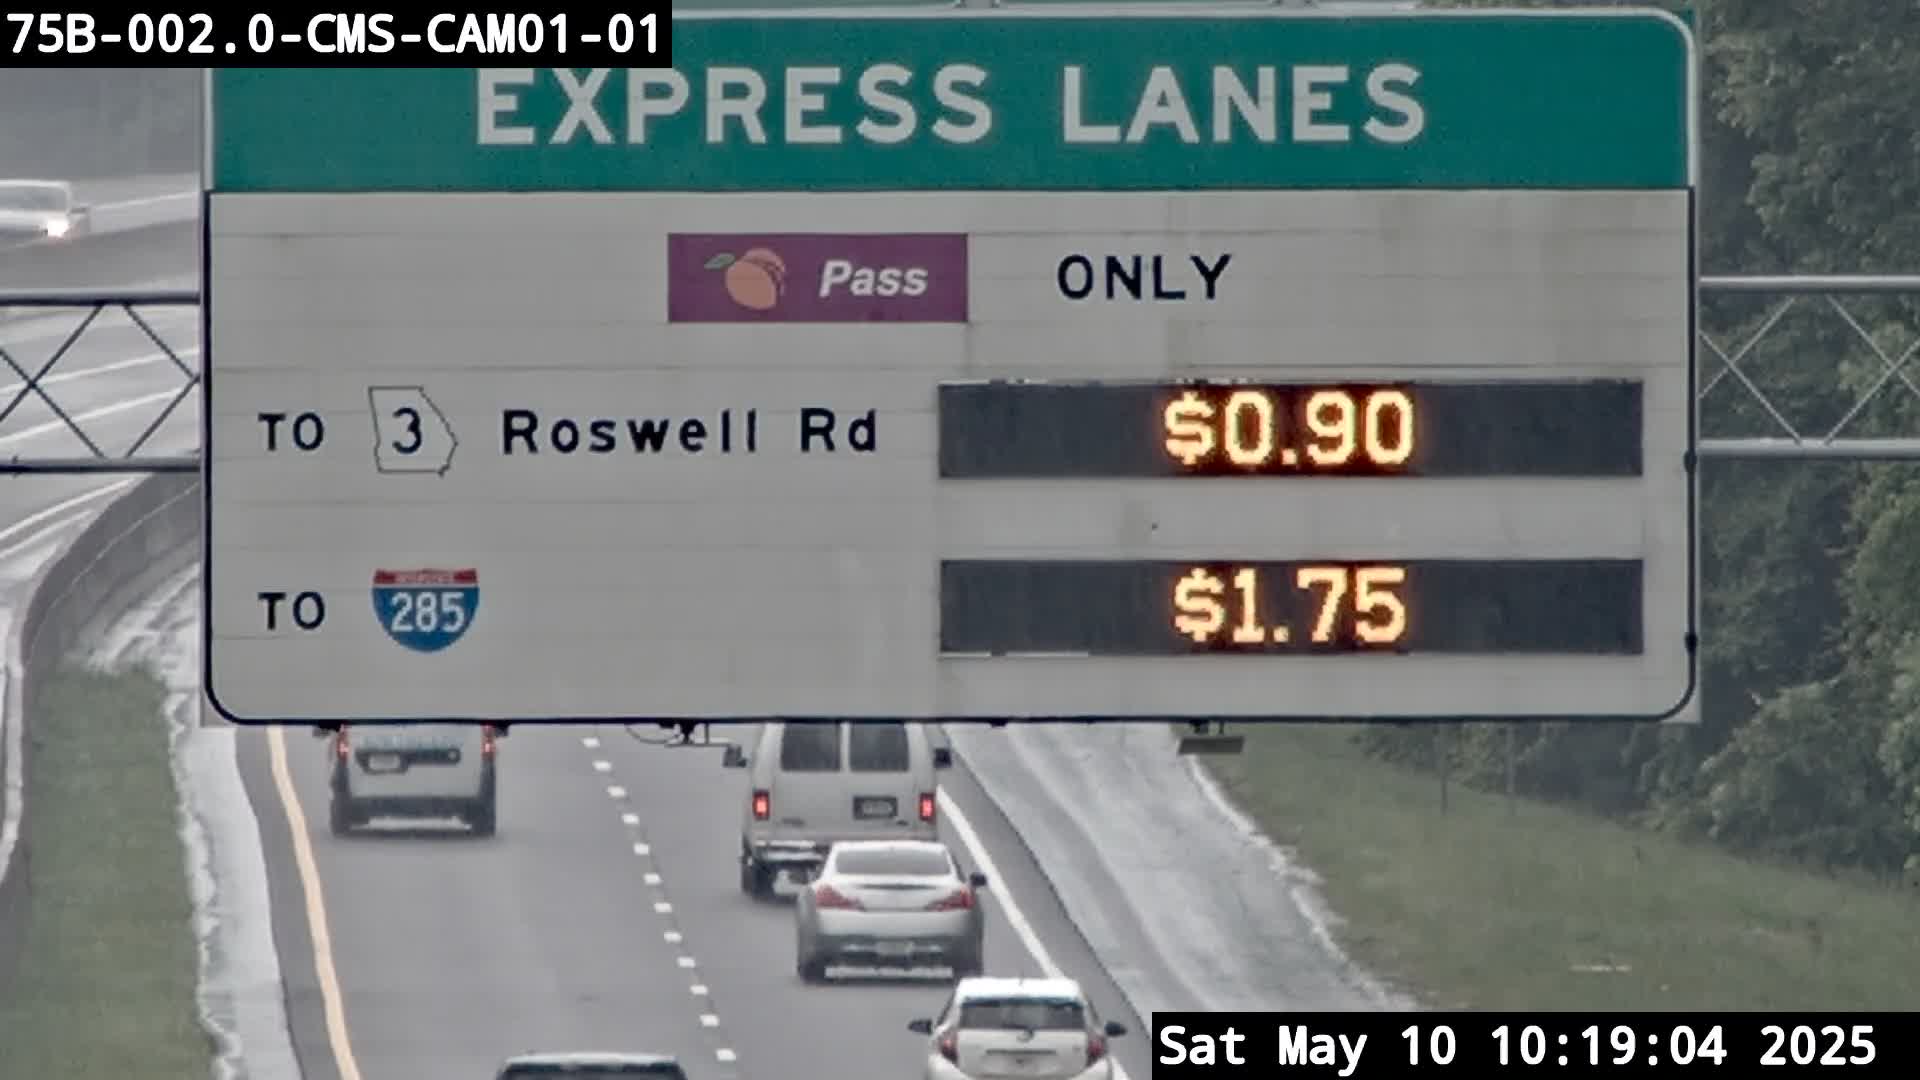 75B-002.0-CMS-CAM01-01
EXPRESS LANES
Pass ONLY
TO 3 Roswell Rd $0.90
TO INTERSTATE 285 $1.75
Sat May 10 10:19:04 2025